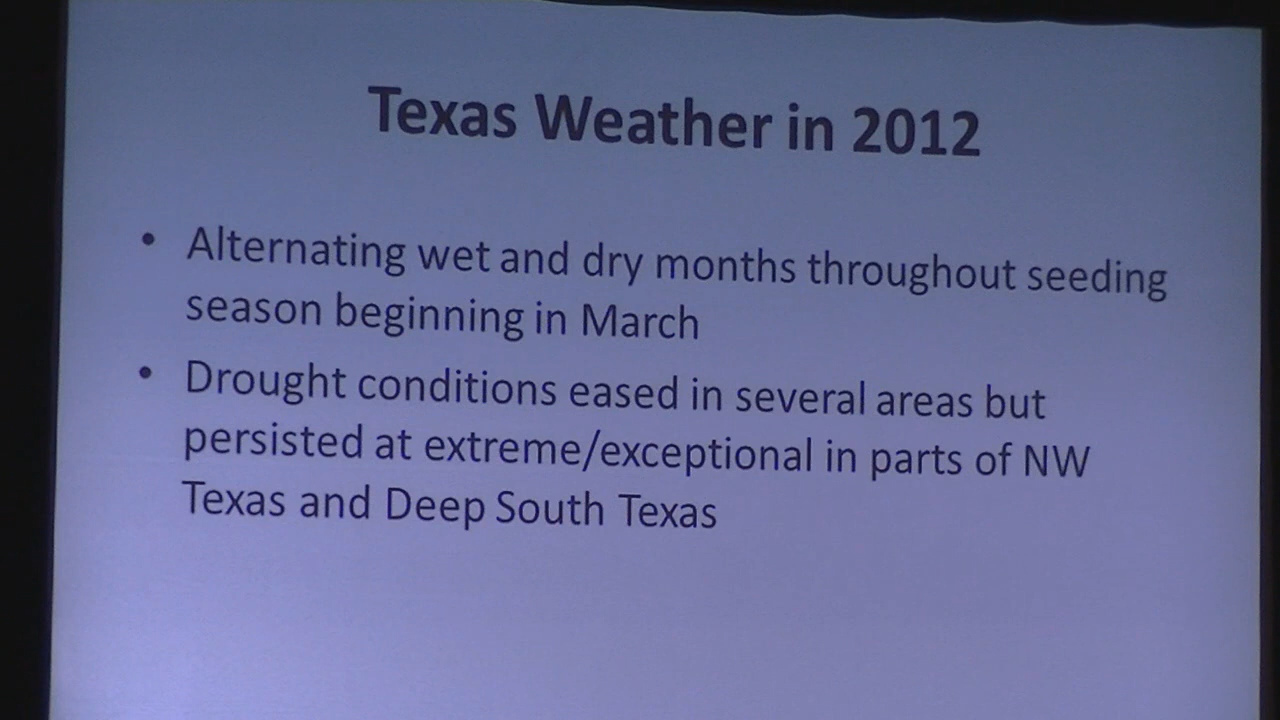 Texas Weather in 2012
• Alternating wet and dry months throughout seeding
season beginning in March
• Drought conditions eased in several areas but
persisted at extreme/exceptional in parts of NW
Texas and Deep South Texas